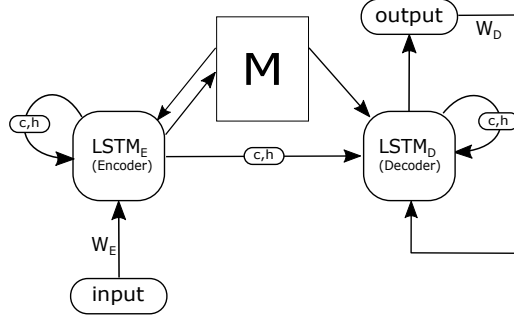 output
W_D
M
c,h
LSTM_E
(Encoder)
c,h
LSTM_D
(Decoder)
c,h
W_E
input